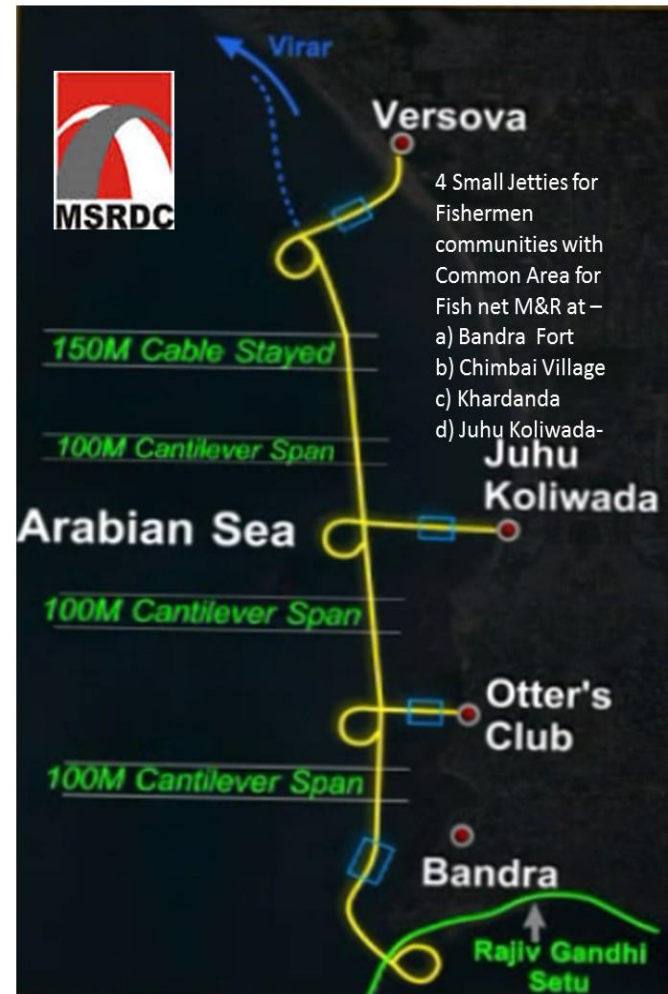 Virar
MSRDC
Versova
4 Small Jetties for
Fishermen
communities with
Common Area for
Fish net M&R at –
a) Bandra Fort
b) Chimbai Village
c) Khardanda
d) Juhu Koliwada-
150M Cable Stayed
100M Cantilever Span
Juhu
Koliwada
Arabian Sea
100M Cantilever Span
Otter's
Club
100M Cantilever Span
Bandra
Rajiv Gandhi
Setu